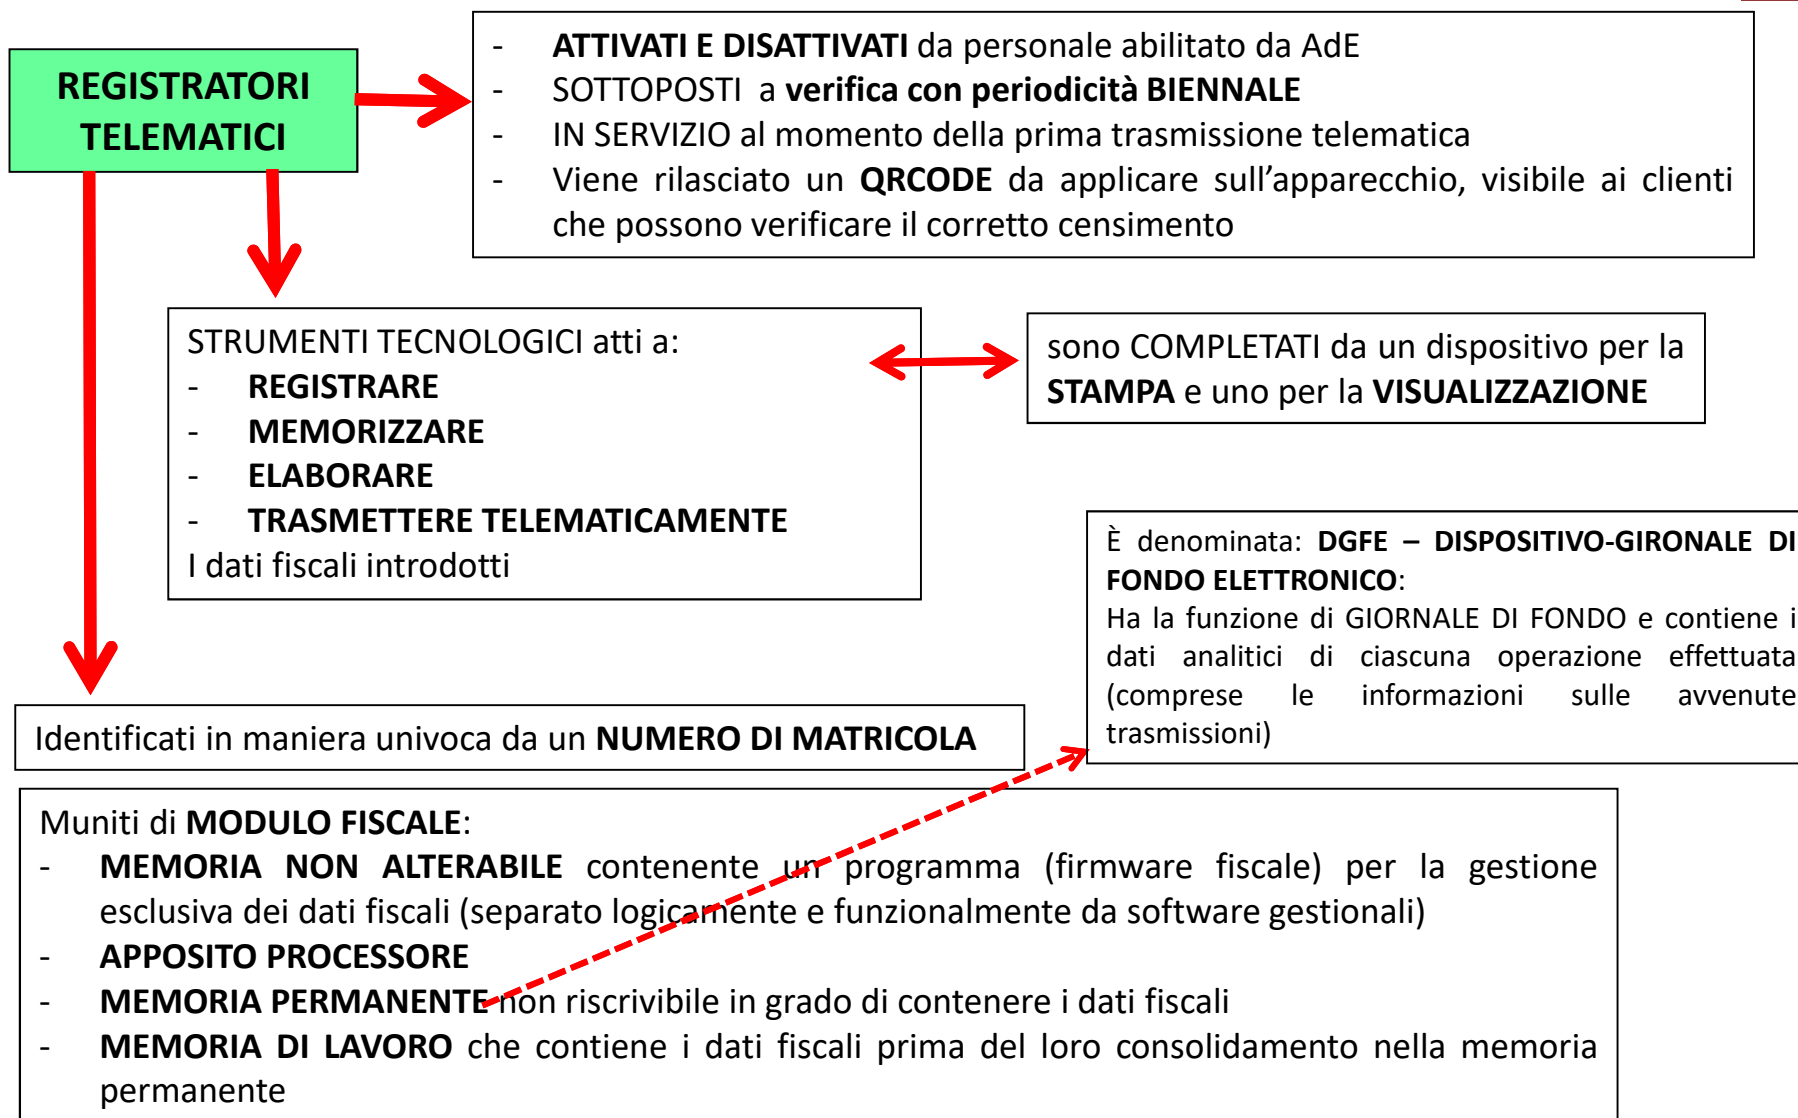 REGISTRATORI
TELEMATICI
- ATTIVATI E DISATTIVATI da personale abilitato da AdE
- SOTTOPOSTI a verifica con periodicità BIENNALE
- IN SERVIZIO al momento della prima trasmissione telematica
- Viene rilasciato un QRCODE da applicare sull’apparecchio, visibile ai clienti
che possono verificare il corretto censimento
STRUMENTI TECNOLOGICI atti a:
- REGISTRARE
- MEMORIZZARE
- ELABORARE
- TRASMETTERE TELEMATICAMENTE
I dati fiscali introdotti
sono COMPLETATI da un dispositivo per la
STAMPA e uno per la VISUALIZZAZIONE
È denominata: DGFE – DISPOSITIVO-GIRONALE DI
FONDO ELETTRONICO:
Ha la funzione di GIORNALE DI FONDO e contiene i
dati analitici di ciascuna operazione effettuata
(comprese le informazioni sulle avvenute
trasmissioni)
Identificati in maniera univoca da un NUMERO DI MATRICOLA
Muniti di MODULO FISCALE:
- MEMORIA NON ALTERABILE contenente un programma (firmware fiscale) per la gestione
esclusiva dei dati fiscali (separato logicamente e funzionalmente da software gestionali)
- APPOSITO PROCESSORE
- MEMORIA PERMANENTE non riscrivibile in grado di contenere i dati fiscali
- MEMORIA DI LAVORO che contiene i dati fiscali prima del loro consolidamento nella memoria
permanente